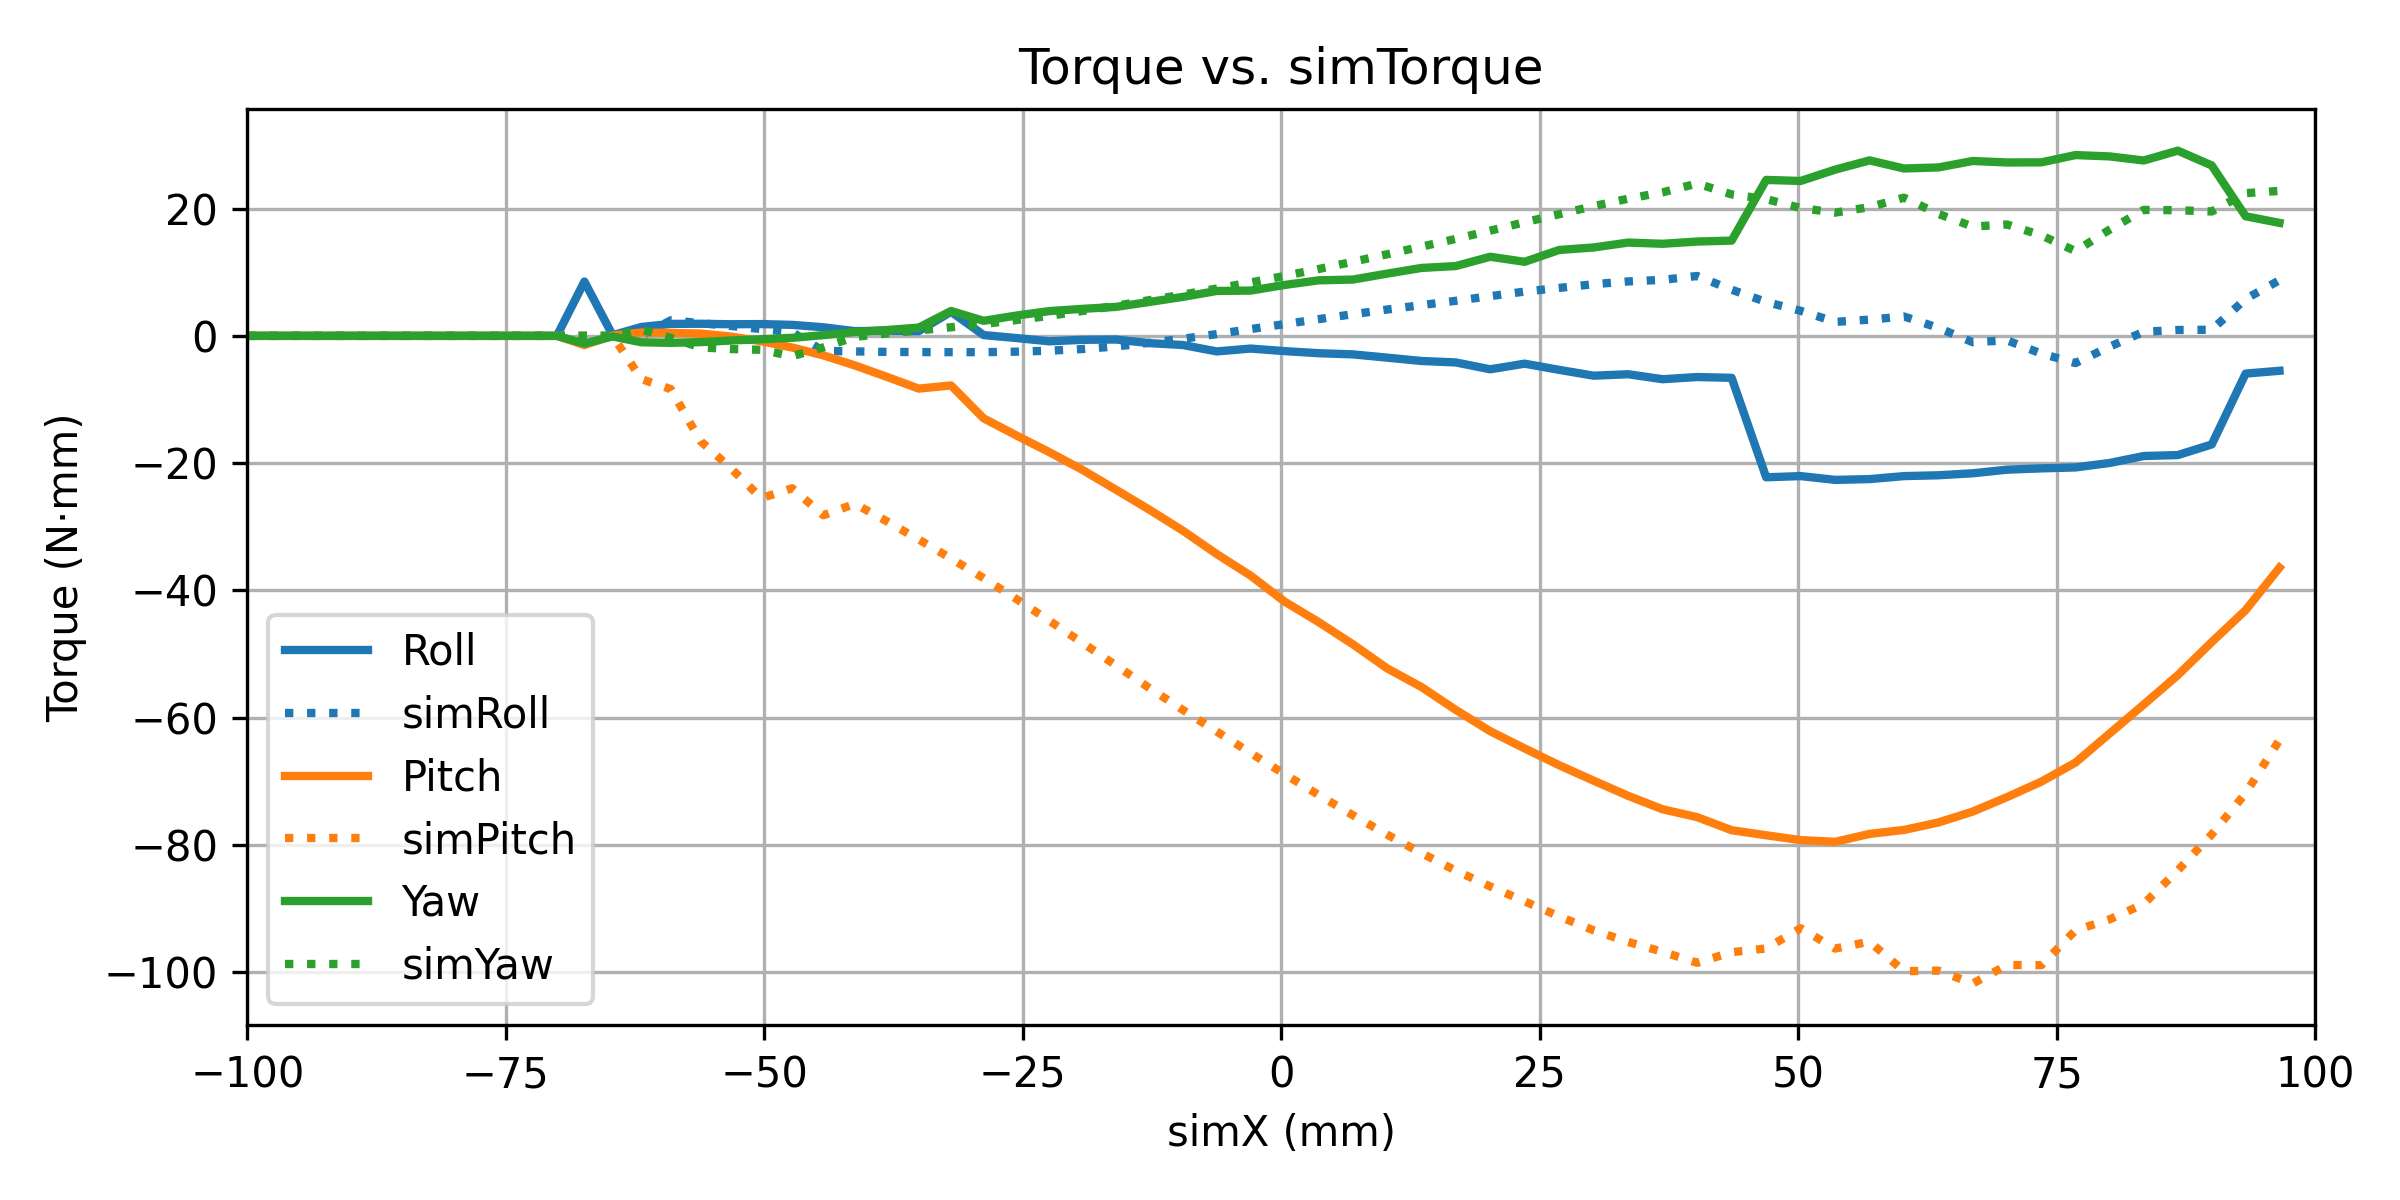 Torque vs. simTorque
Torque (N·mm)
20
0
−20
−40
−60
−80
−100
Roll
simRoll
Pitch
simPitch
Yaw
simYaw
−100 −75 −50 −25 0 25 50 75 100
simX (mm)